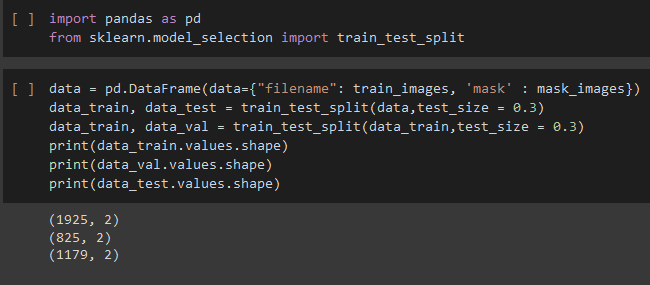 [ ] import pandas as pd
from sklearn.model_selection import train_test_split
[ ] data = pd.DataFrame(data={"filename": train_images, 'mask' : mask_images})
data_train, data_test = train_test_split(data,test_size = 0.3)
data_train, data_val = train_test_split(data_train,test_size = 0.3)
print(data_train.values.shape)
print(data_val.values.shape)
print(data_test.values.shape)
(1925, 2)
(825, 2)
(1179, 2)